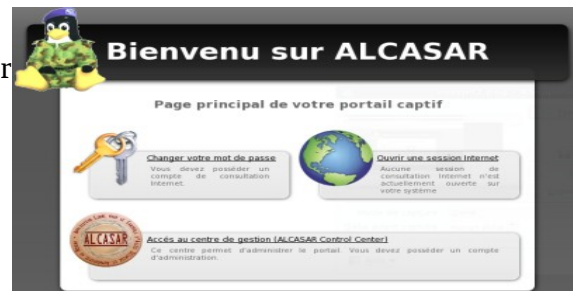 r
Bienvenu sur ALCASAR
Page principal de votre portail captif
Changer votre mot de passe
Vous devez posséder un
compte de consultation
Internet.
Ouvrir une session Internet
Aucune session de
consultation Internet n'est
actuellement ouverte sur
votre système
ALCASAR
Accès au centre de gestion (ALCASAR Control Center)
Ce centre permet d'administrer le portail. Vous devez posséder un compte
d'administration.